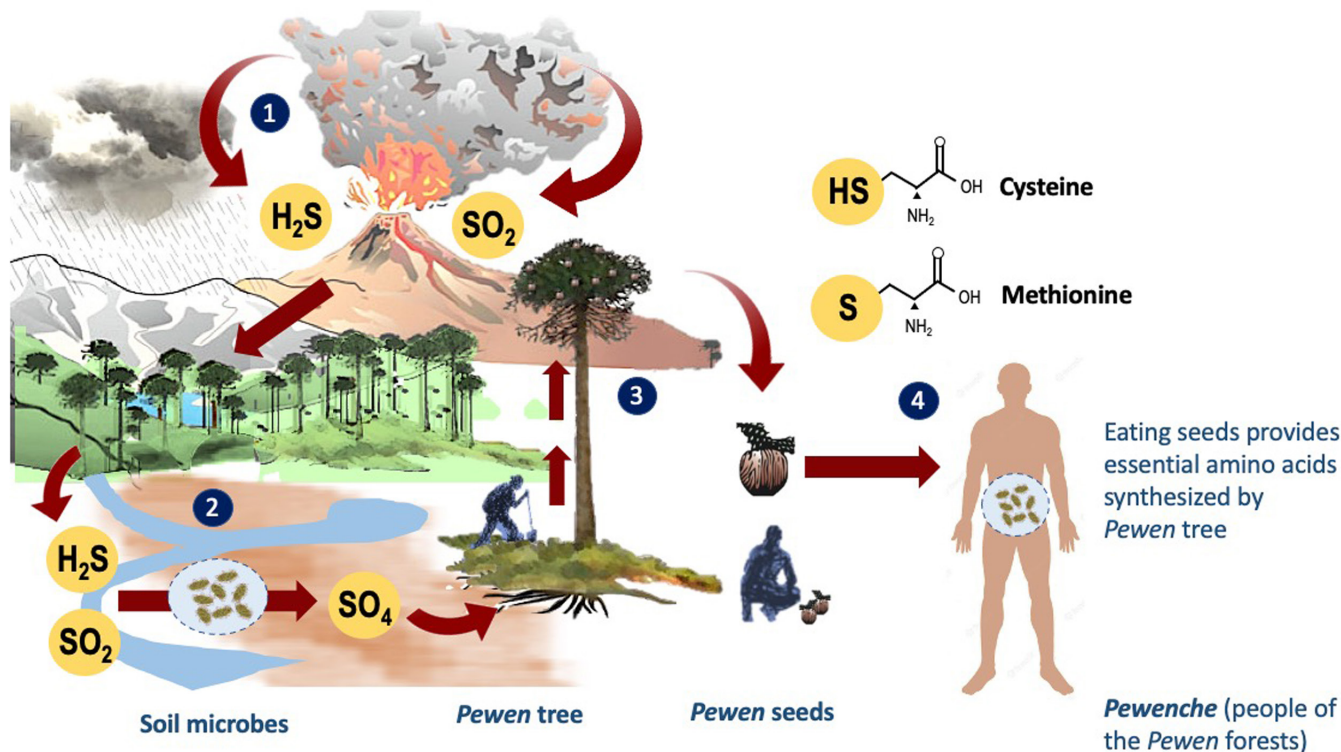 1
H₂S
SO₂
HS
O
OH
NH₂
Cysteine
S
O
OH
NH₂
Methionine
3
4
Eating seeds provides
essential amino acids
synthesized by
Pewen tree
2
H₂S
SO₂
SO₄
Soil microbes
Pewen tree
Pewen seeds
Pewenche (people of
the Pewen forests)